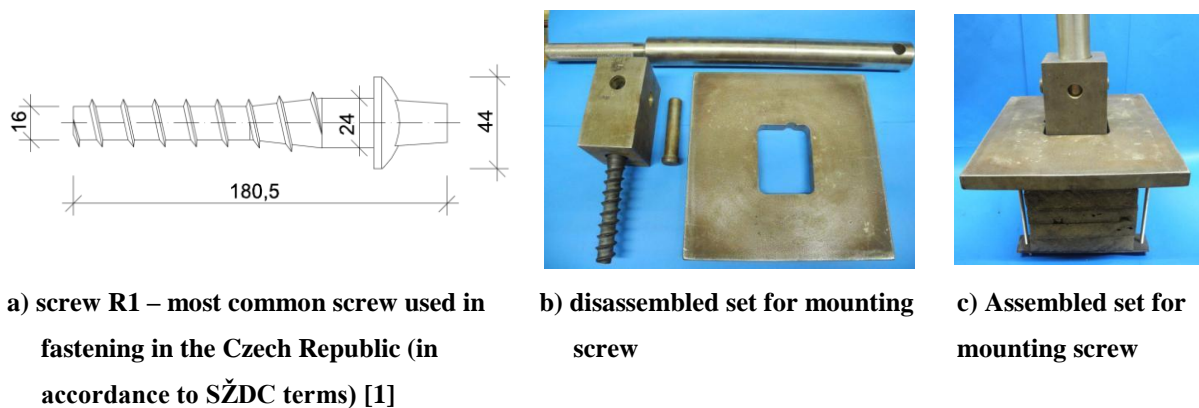 16
24
44
180,5
a) screw R1 – most common screw used in
fastening in the Czech Republic (in
accordance to SŽDC terms) [1]
b) disassembled set for mounting
screw
c) Assembled set for
mounting screw